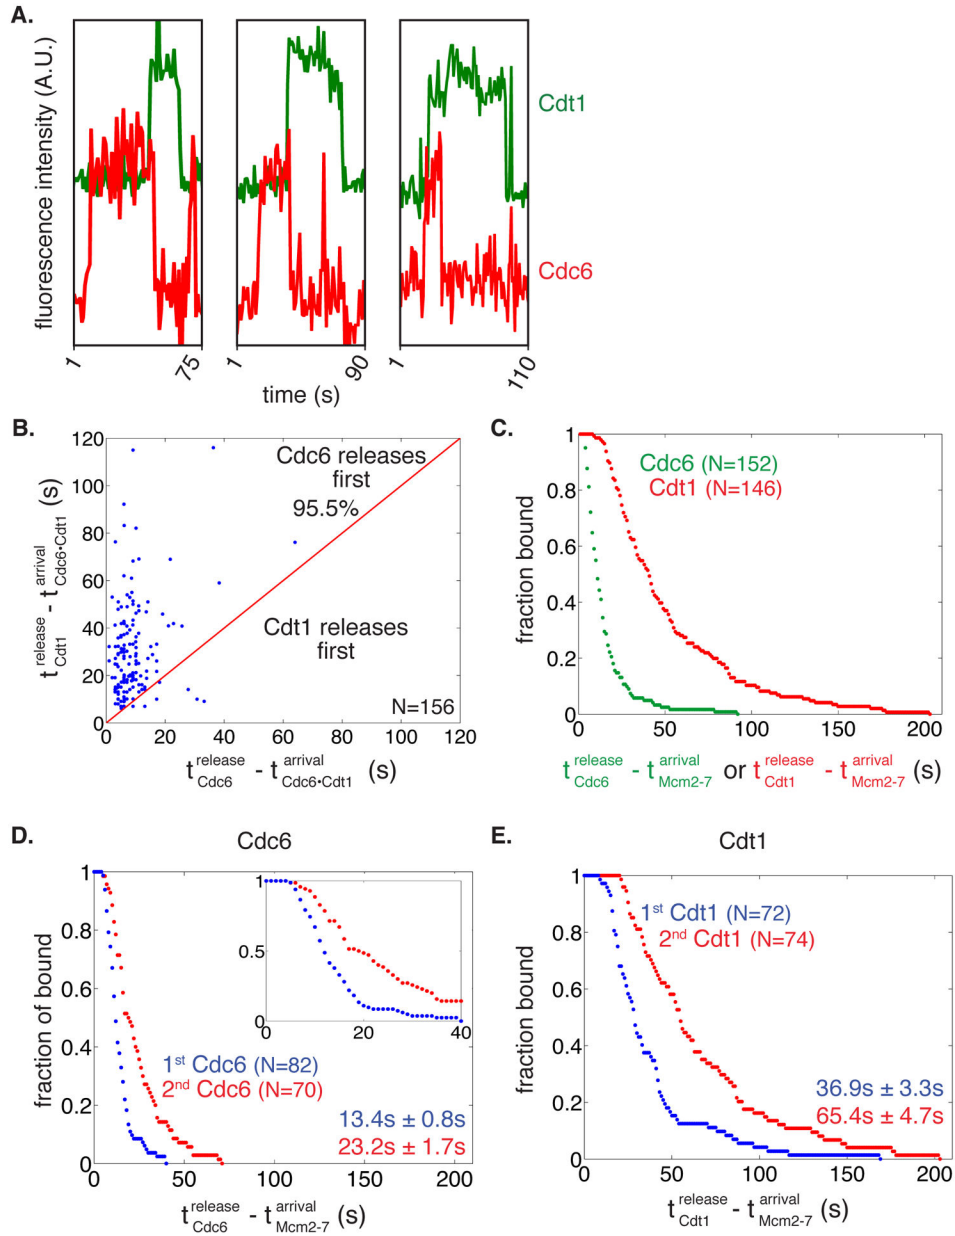 A.
fluorescence intensity (A.U.)
Cdt1
Cdc6
1 75 1 90 1 110
time (s)
B.
120
100
80
60
40
20
0
0 20 40 60 80 100 120
Cdc6 releases
first
95.5%
Cdt1 releases
first
N=156
t release Cdt1 - t arrival Cdc6•Cdt1 (s)
t release Cdc6 - t arrival Cdc6•Cdt1 (s)
C.
1
0.8
0.6
0.4
0.2
0
0 50 100 150 200
Cdc6 (N=152)
Cdt1 (N=146)
fraction bound
t release Cdc6 - t arrival Mcm2-7 or t release Cdt1 - t arrival Mcm2-7 (s)
D.
Cdc6
1
0.8
0.6
0.4
0.2
0
0 50 100 150 200
1
0.5
0
0 20 40
1st Cdc6 (N=82)
2nd Cdc6 (N=70)
13.4s ± 0.8s
23.2s ± 1.7s
fraction of bound
t release Cdc6 - t arrival Mcm2-7 (s)
E.
Cdt1
1
0.8
0.6
0.4
0.2
0
0 50 100 150 200
1st Cdt1 (N=72)
2nd Cdt1 (N=74)
36.9s ± 3.3s
65.4s ± 4.7s
fraction bound
t release Cdt1 - t arrival Mcm2-7 (s)